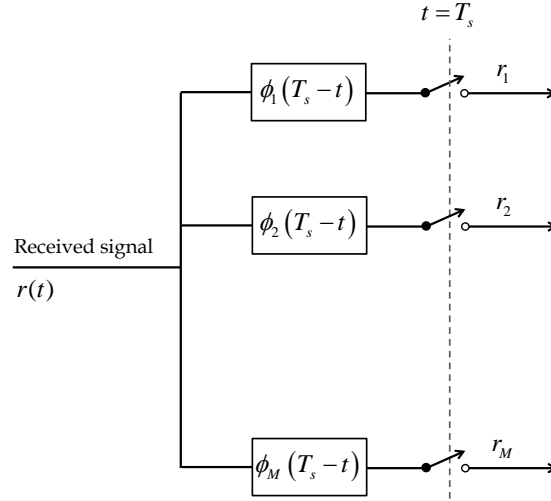 t = T_s
ϕ_1(T_s − t)
r_1
ϕ_2(T_s − t)
r_2
Received signal
r(t)
ϕ_M(T_s − t)
r_M